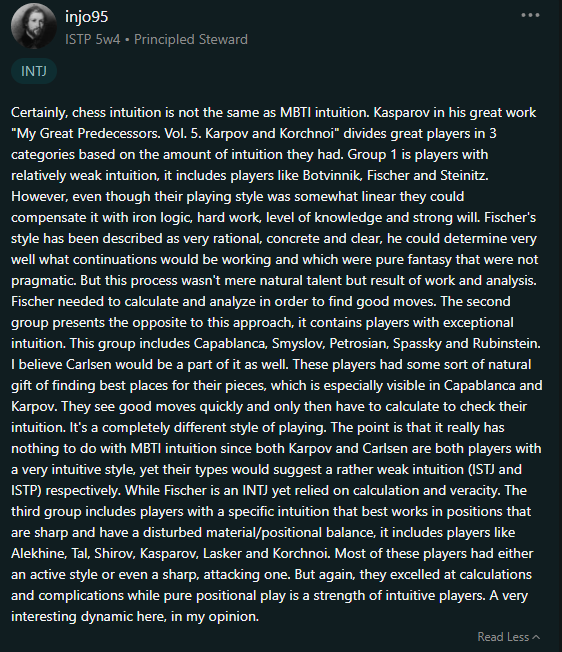 injo95
ISTP 5w4 • Principled Steward
INTJ
Certainly, chess intuition is not the same as MBTI intuition. Kasparov in his great work
"My Great Predecessors. Vol. 5. Karpov and Korchnoi" divides great players in 3
categories based on the amount of intuition they had. Group 1 is players with
relatively weak intuition, it includes players like Botvinnik, Fischer and Steinitz.
However, even though their playing style was somewhat linear they could
compensate it with iron logic, hard work, level of knowledge and strong will. Fischer's
style has been described as very rational, concrete and clear, he could determine very
well what continuations would be working and which were pure fantasy that were not
pragmatic. But this process wasn't mere natural talent but result of work and analysis.
Fischer needed to calculate and analyze in order to find good moves. The second
group presents the opposite to this approach, it contains players with exceptional
intuition. This group includes Capablanca, Smyslov, Petrosian, Spassky and Rubinstein.
I believe Carlsen would be a part of it as well. These players had some sort of natural
gift of finding best places for their pieces, which is especially visible in Capablanca and
Karpov. They see good moves quickly and only then have to calculate to check their
intuition. It's a completely different style of playing. The point is that it really has
nothing to do with MBTI intuition since both Karpov and Carlsen are both players with
a very intuitive style, yet their types would suggest a rather weak intuition (ISTJ and
ISTP) respectively. While Fischer is an INTJ yet relied on calculation and veracity. The
third group includes players with a specific intuition that best works in positions that
are sharp and have a disturbed material/positional balance, it includes players like
Alekhine, Tal, Shirov, Kasparov, Lasker and Korchnoi. Most of these players had either
an active style or even a sharp, attacking one. But again, they excelled at calculations
and complications while pure positional play is a strength of intuitive players. A very
interesting dynamic here, in my opinion.
Read Less